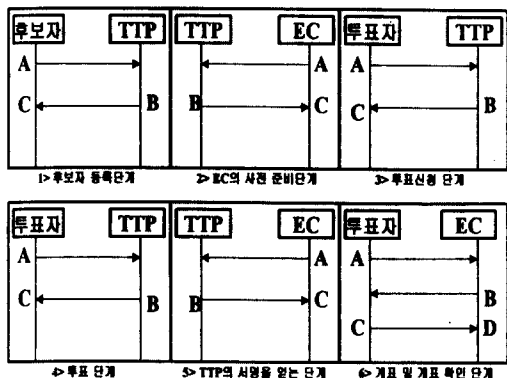 후보자 TTP TTP EC 투표자 TTP
A A A
C B B C C B
1> 후보자 등록단계 2> EC의 사전 준비단계 3> 투표신청 단계
투표자 TTP TTP EC 투표자 EC
A A A
C B B C B
C D
4> 투표 단계 5> TTP의 서명을 얻는 단계 6> 개표 및 개표 확인 단계